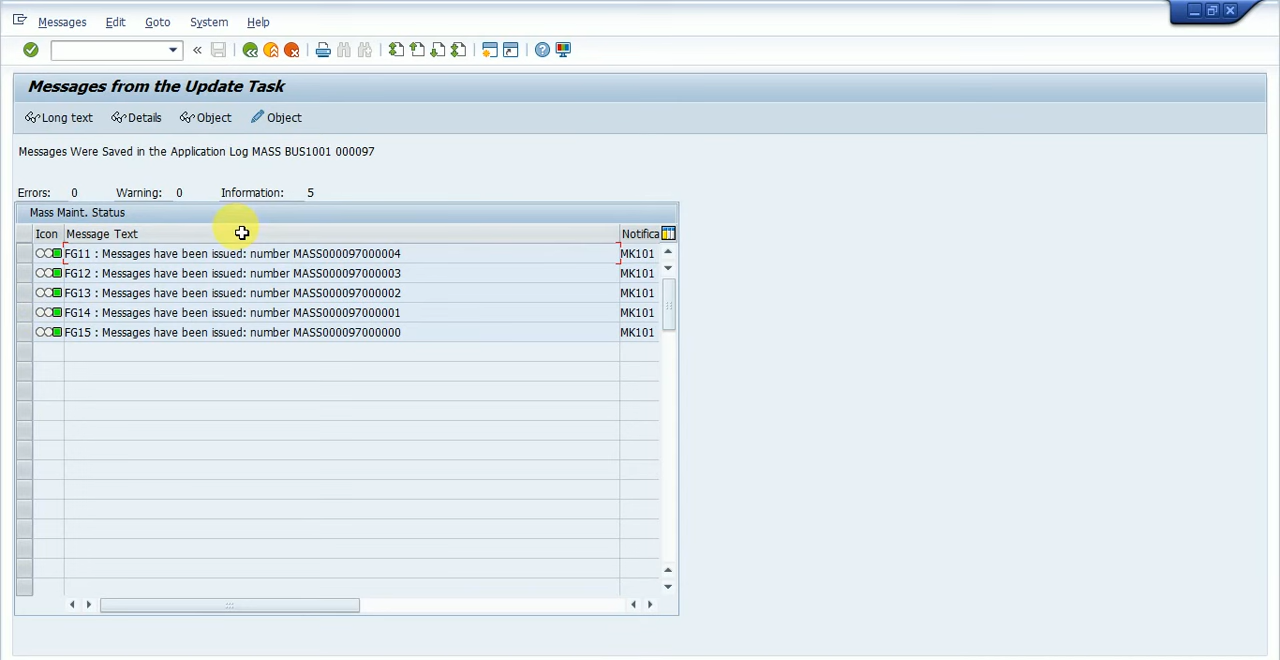 Messages Edit Goto System Help
Messages from the Update Task
Long text Details Object Object
Messages Were Saved in the Application Log MASS BUS1001 000097
Errors: 0 Warning: 0 Information: 5
Mass Maint. Status
Icon Message Text Notifica
FG11 : Messages have been issued: number MASS000097000004 MK101
FG12 : Messages have been issued: number MASS000097000003 MK101
FG13 : Messages have been issued: number MASS000097000002 MK101
FG14 : Messages have been issued: number MASS000097000001 MK101
FG15 : Messages have been issued: number MASS000097000000 MK101